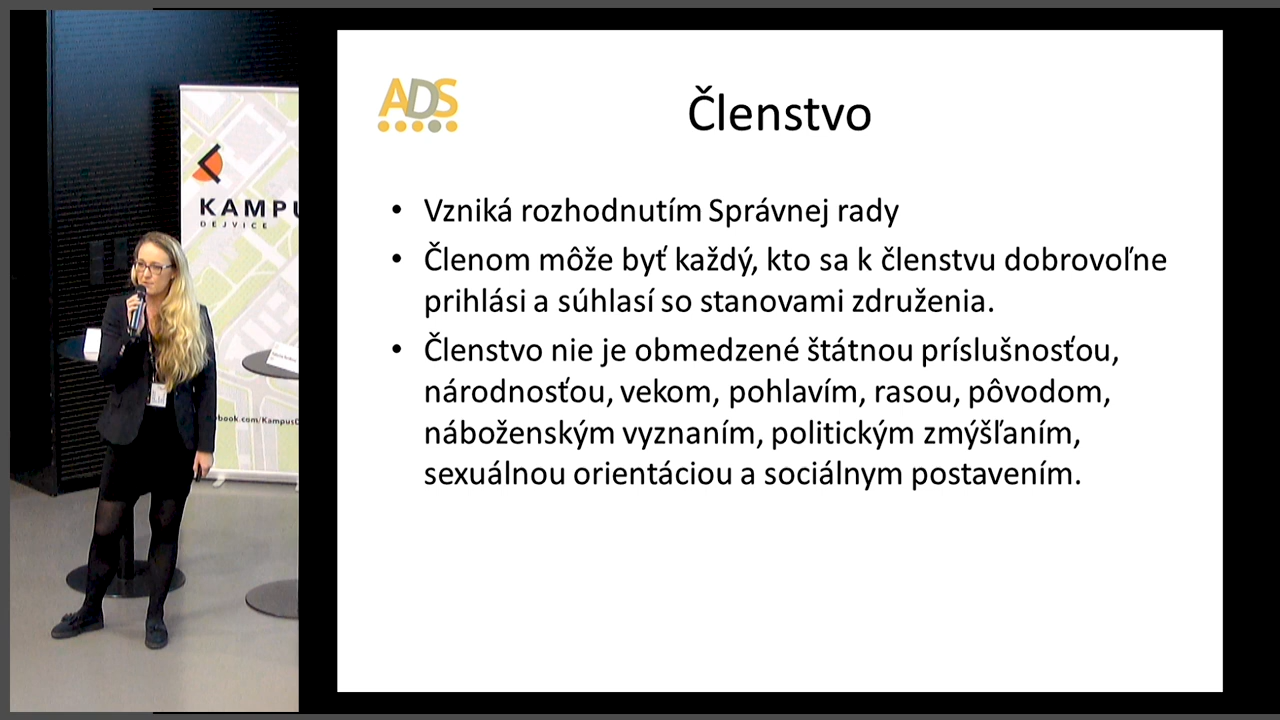 ADS
Členstvo
• Vzniká rozhodnutím Správnej rady
• Členom môže byť každý, kto sa k členstvu dobrovoľne
prihlási a súhlasí so stanovami združenia.
• Členstvo nie je obmedzené štátnou príslušnosťou,
národnosťou, vekom, pohlavím, rasou, pôvodom,
náboženským vyznaním, politickým zmýšľaním,
sexuálnou orientáciou a sociálnym postavením.
KAMPU
DEJVICE
book.com/KampusD